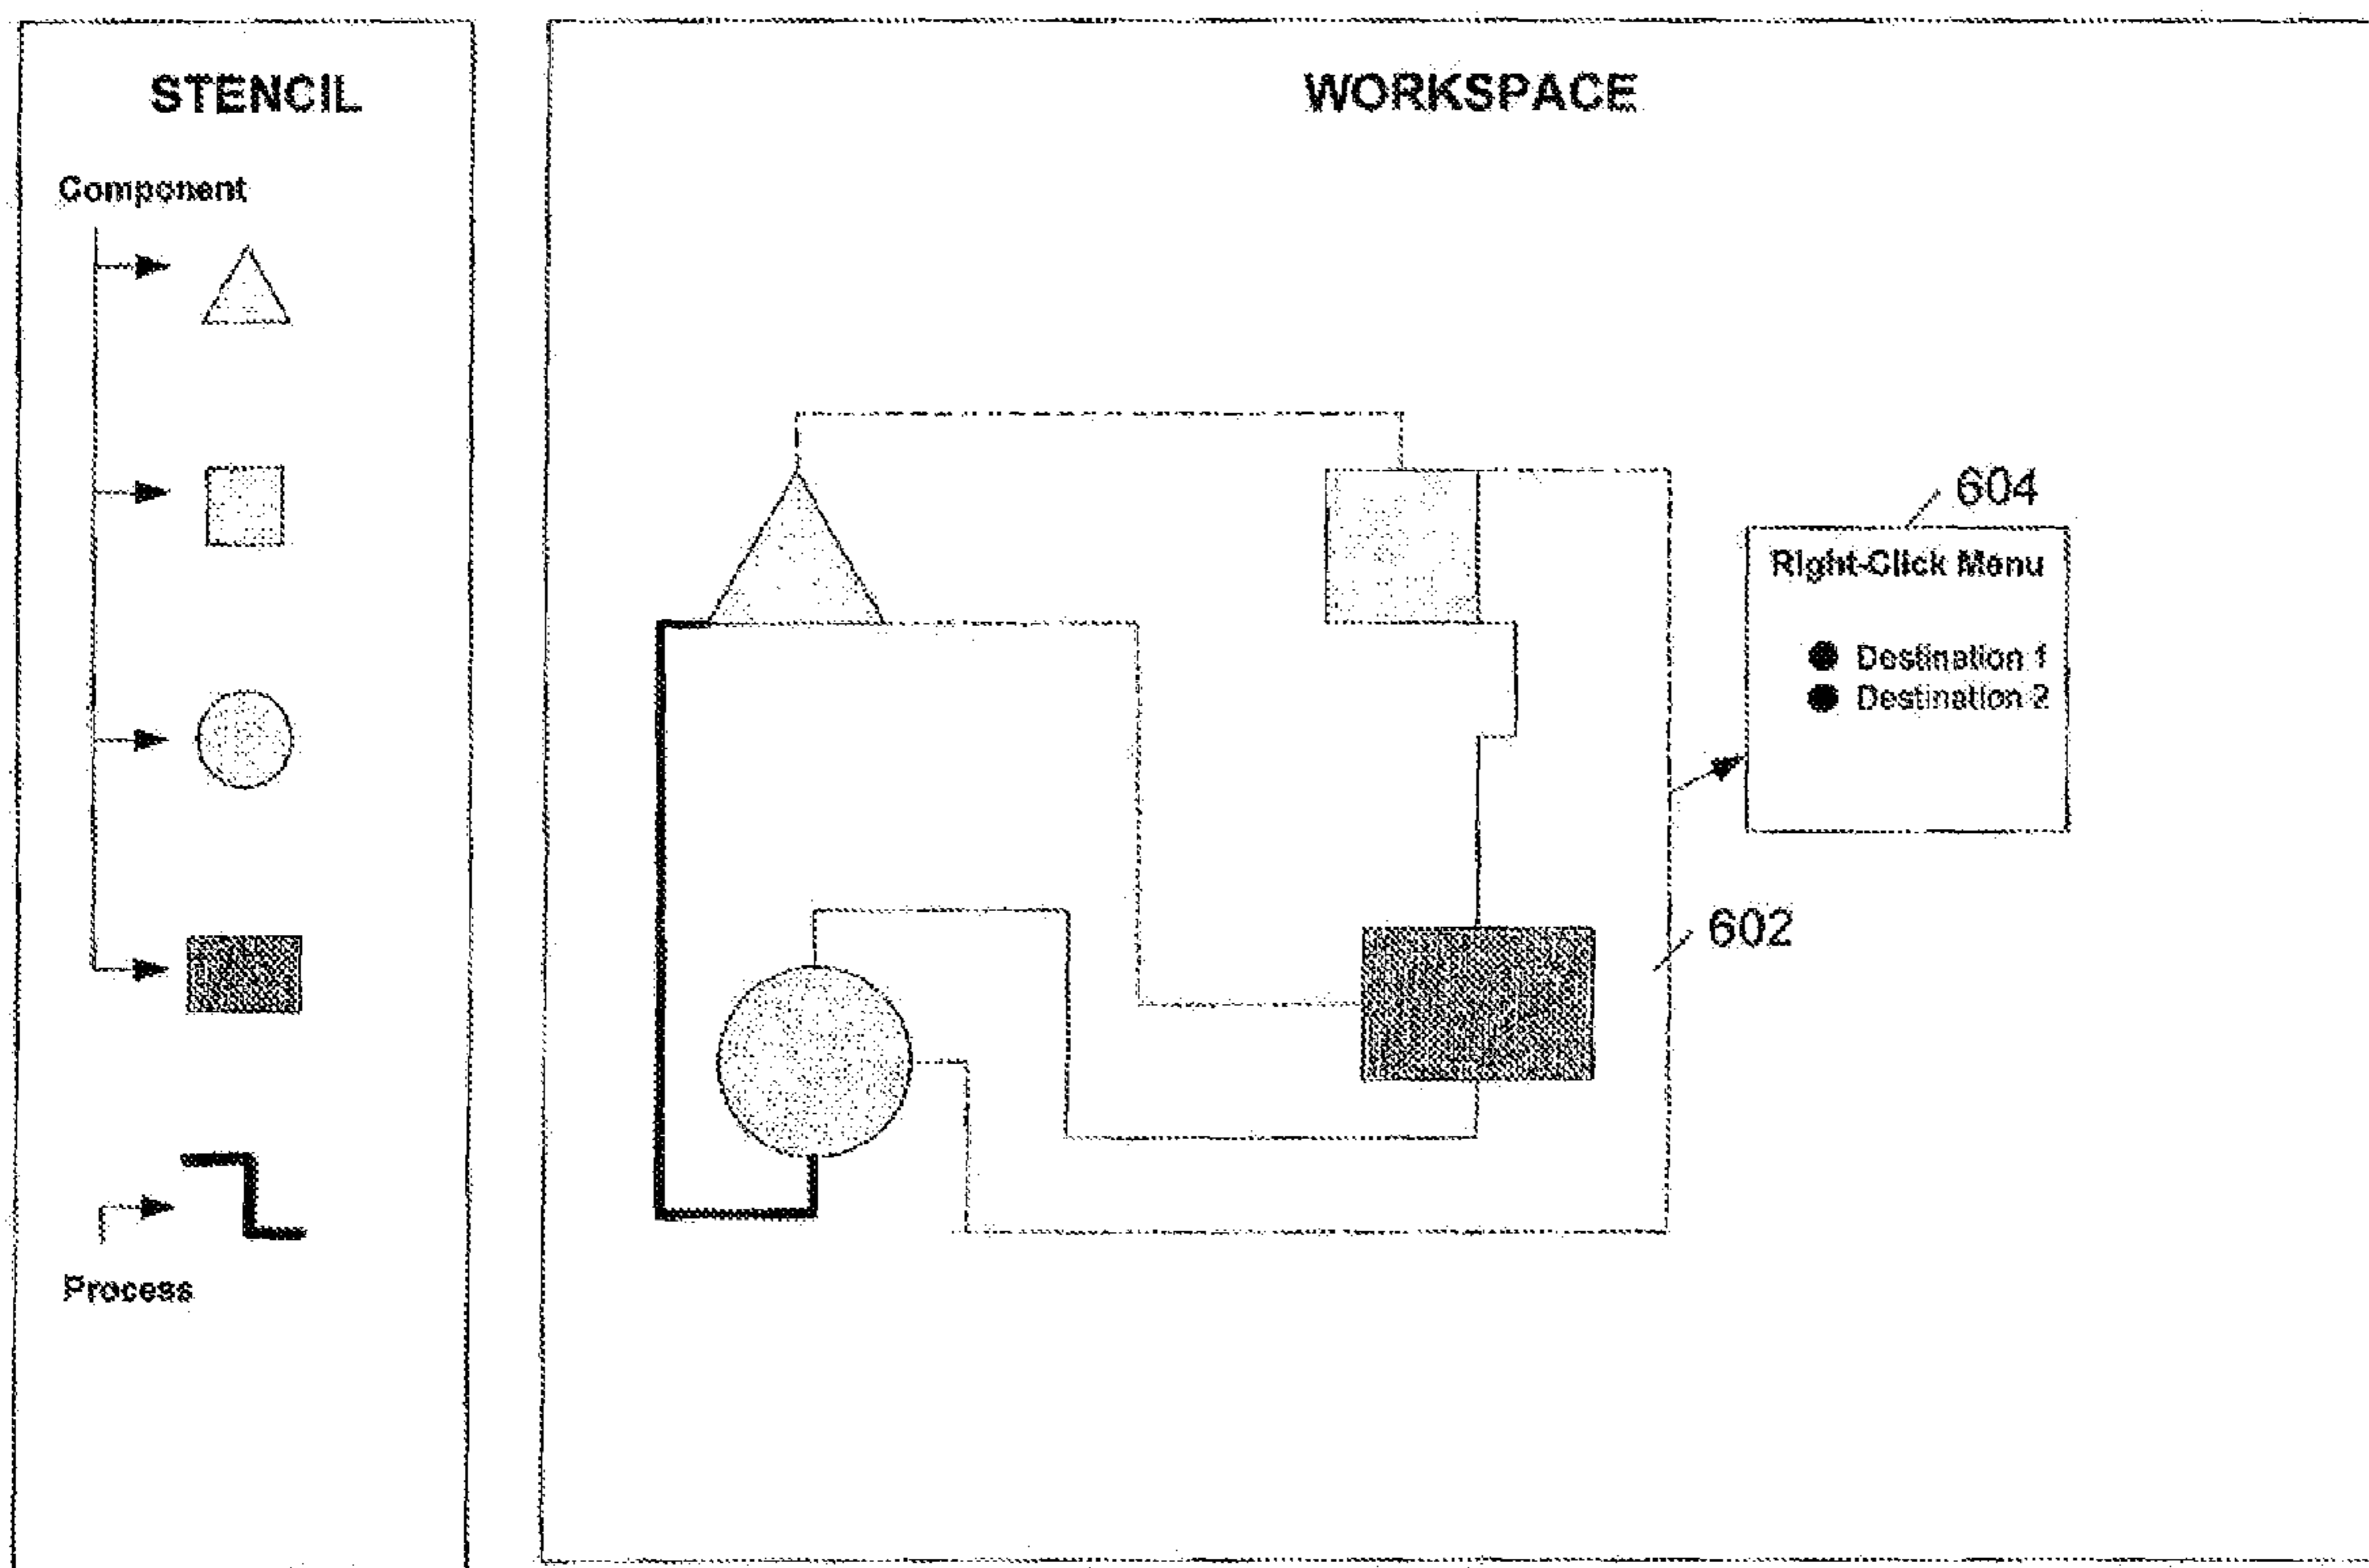 STENCIL
Component
Process
WORKSPACE
604
Right-Click Menu
● Destination 1
● Destination 2
602